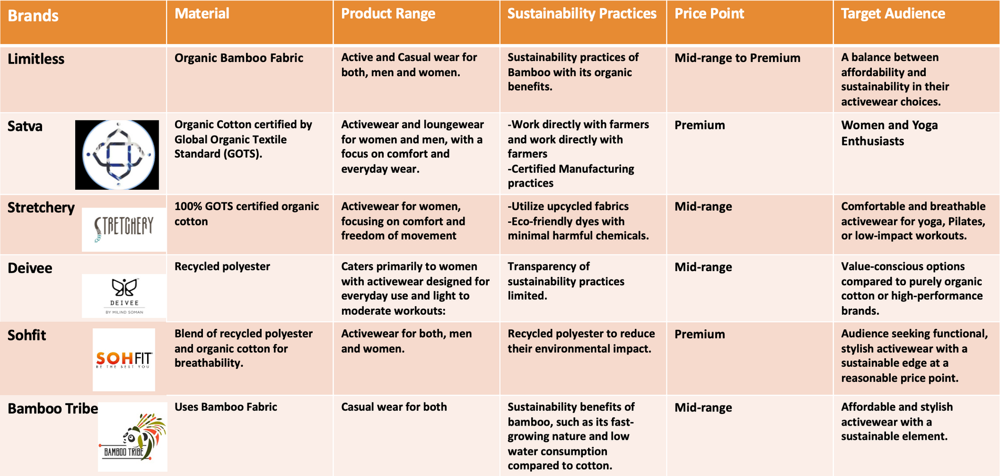 Brands
Material
Product Range
Sustainability Practices
Price Point
Target Audience
Limitless
Organic Bamboo Fabric
Active and Casual wear for
both, men and women.
Sustainability practices of
Bamboo with its organic
benefits.
Mid-range to Premium
A balance between
affordability and
sustainability in their
activewear choices.
Satva
Organic Cotton certified by
Global Organic Textile
Standard (GOTS).
Activewear and loungewear
for women and men, with a
focus on comfort and
everyday wear.
-Work directly with farmers
and work directly with
farmers
-Certified Manufacturing
practices
Premium
Women and Yoga
Enthusiasts
Stretchery
STRETCHERY
100% GOTS certified organic
cotton
Activewear for women,
focusing on comfort and
freedom of movement
-Utilize upcycled fabrics
-Eco-friendly dyes with
minimal harmful chemicals.
Mid-range
Comfortable and breathable
activewear for yoga, Pilates,
or low-impact workouts.
Deivee
DEIVEE
BY MILIND SOMAN
Recycled polyester
Caters primarily to women
with activewear designed for
everyday use and light to
moderate workouts:
Transparency of
sustainability practices
limited.
Mid-range
Value-conscious options
compared to purely organic
cotton or high-performance
brands.
Sohfit
SOHFIT
BE THE BEST YOU
Blend of recycled polyester
and organic cotton for
breathability.
Activewear for both, men
and women.
Recycled polyester to reduce
their environmental impact.
Premium
Audience seeking functional,
stylish activewear with a
sustainable edge at a
reasonable price point.
Bamboo Tribe
BAMBOO TRIBE
Uses Bamboo Fabric
Casual wear for both
Sustainability benefits of
bamboo, such as its fast-
growing nature and low
water consumption
compared to cotton.
Mid-range
Affordable and stylish
activewear with a
sustainable element.